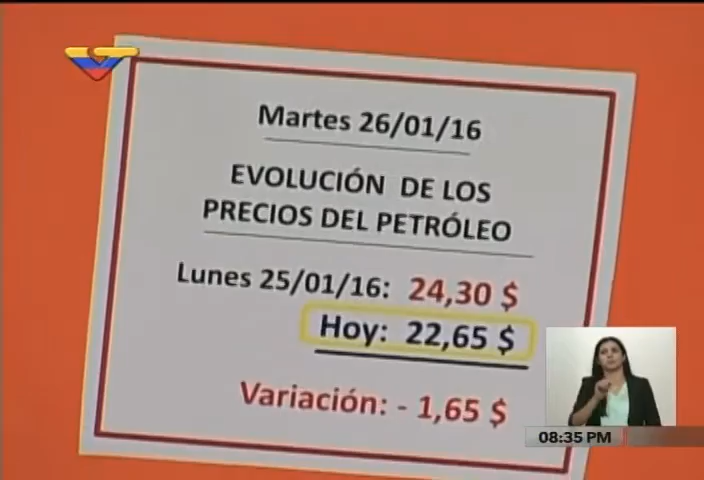 Martes 26/01/16
EVOLUCIÓN DE LOS
PRECIOS DEL PETRÓLEO
Lunes 25/01/16: 24,30 $
Hoy: 22,65 $
Variación: - 1,65 $
08:35 PM